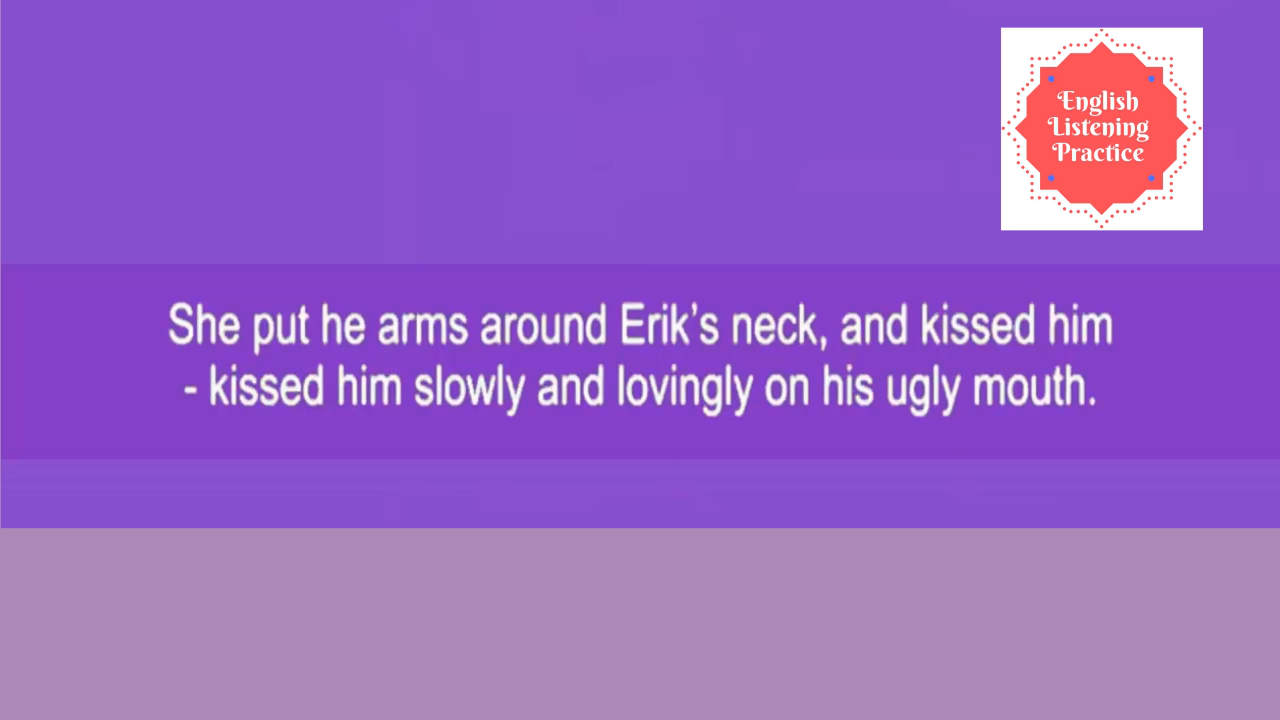 English
Listening
Practice
She put he arms around Erik’s neck, and kissed him
- kissed him slowly and lovingly on his ugly mouth.